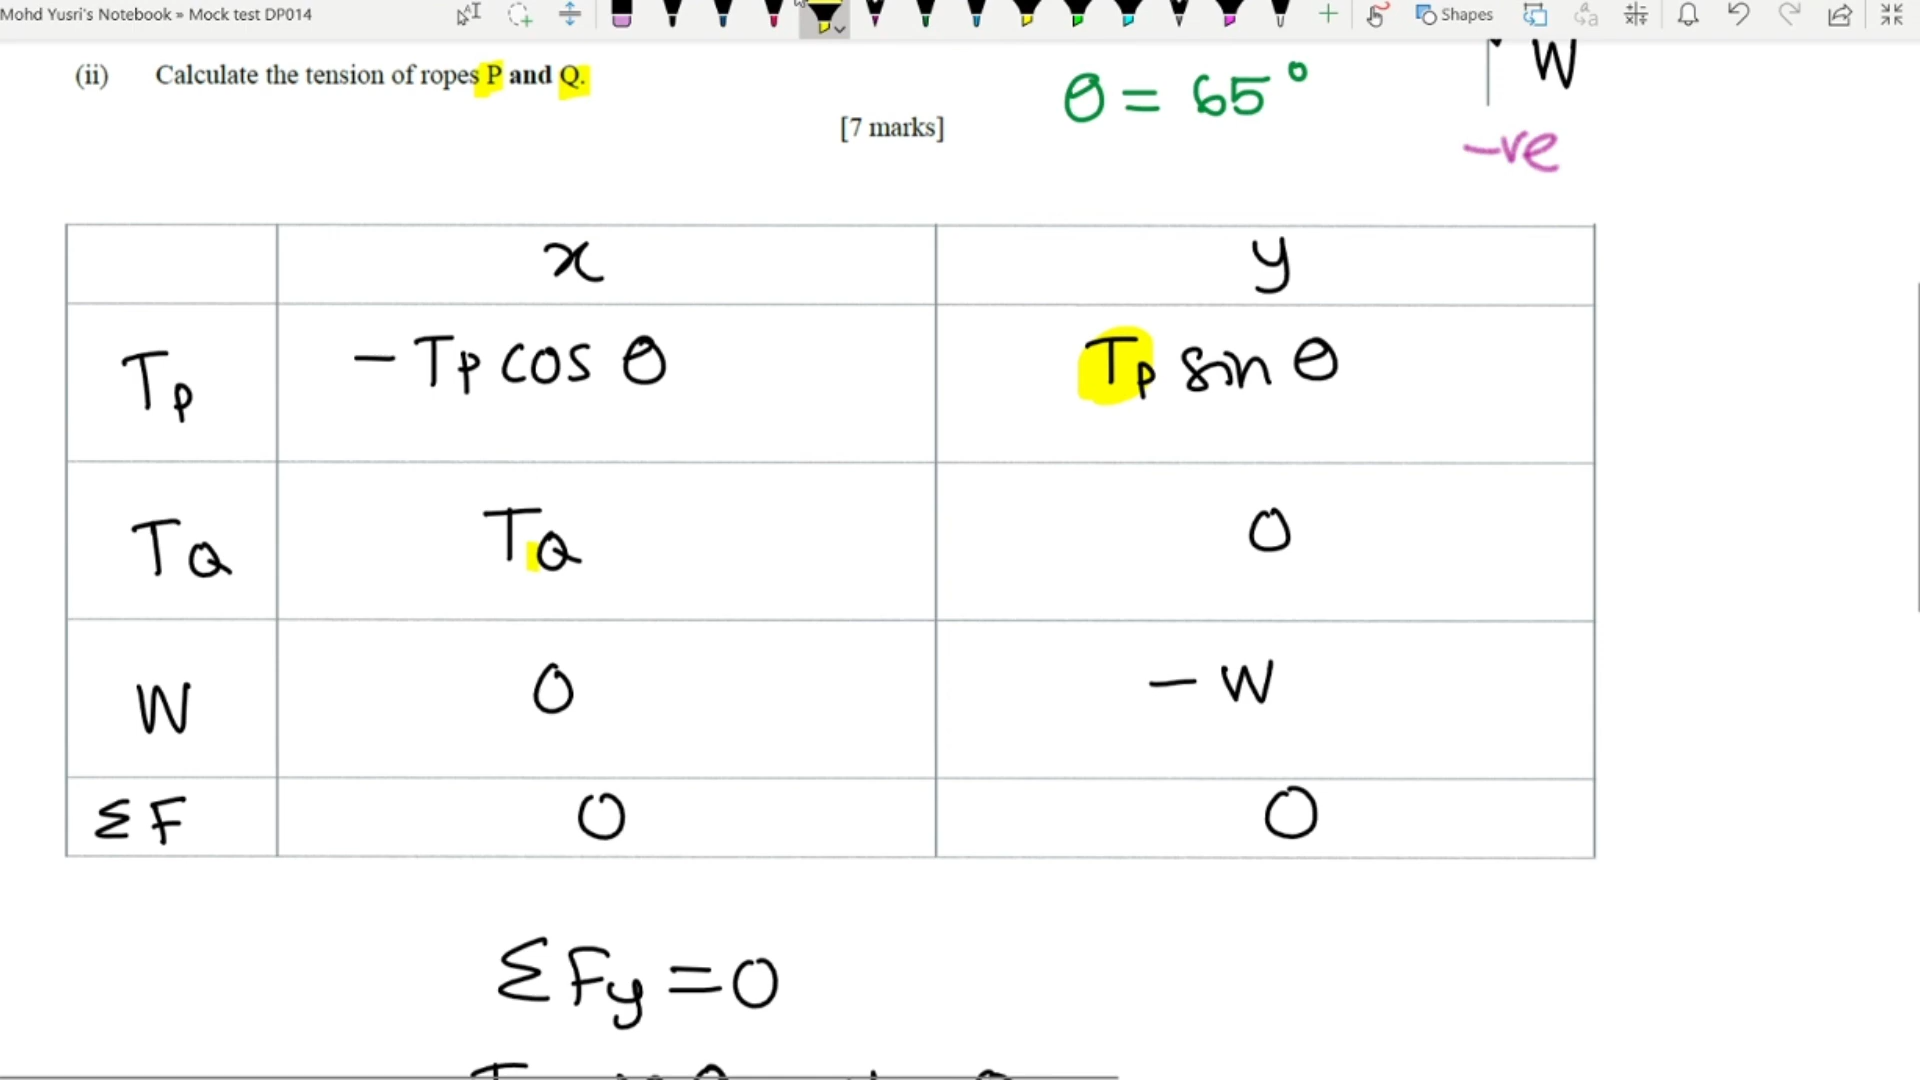 Mohd Yusri's Notebook » Mock test DP014
Shapes
(ii) Calculate the tension of ropes P and Q.
[7 marks]
θ = 65°
W
-ve
x y
Tp -Tp cos θ Tp sin θ
TQ TQ 0
W 0 -W
ΣF 0 0
ΣFy = 0